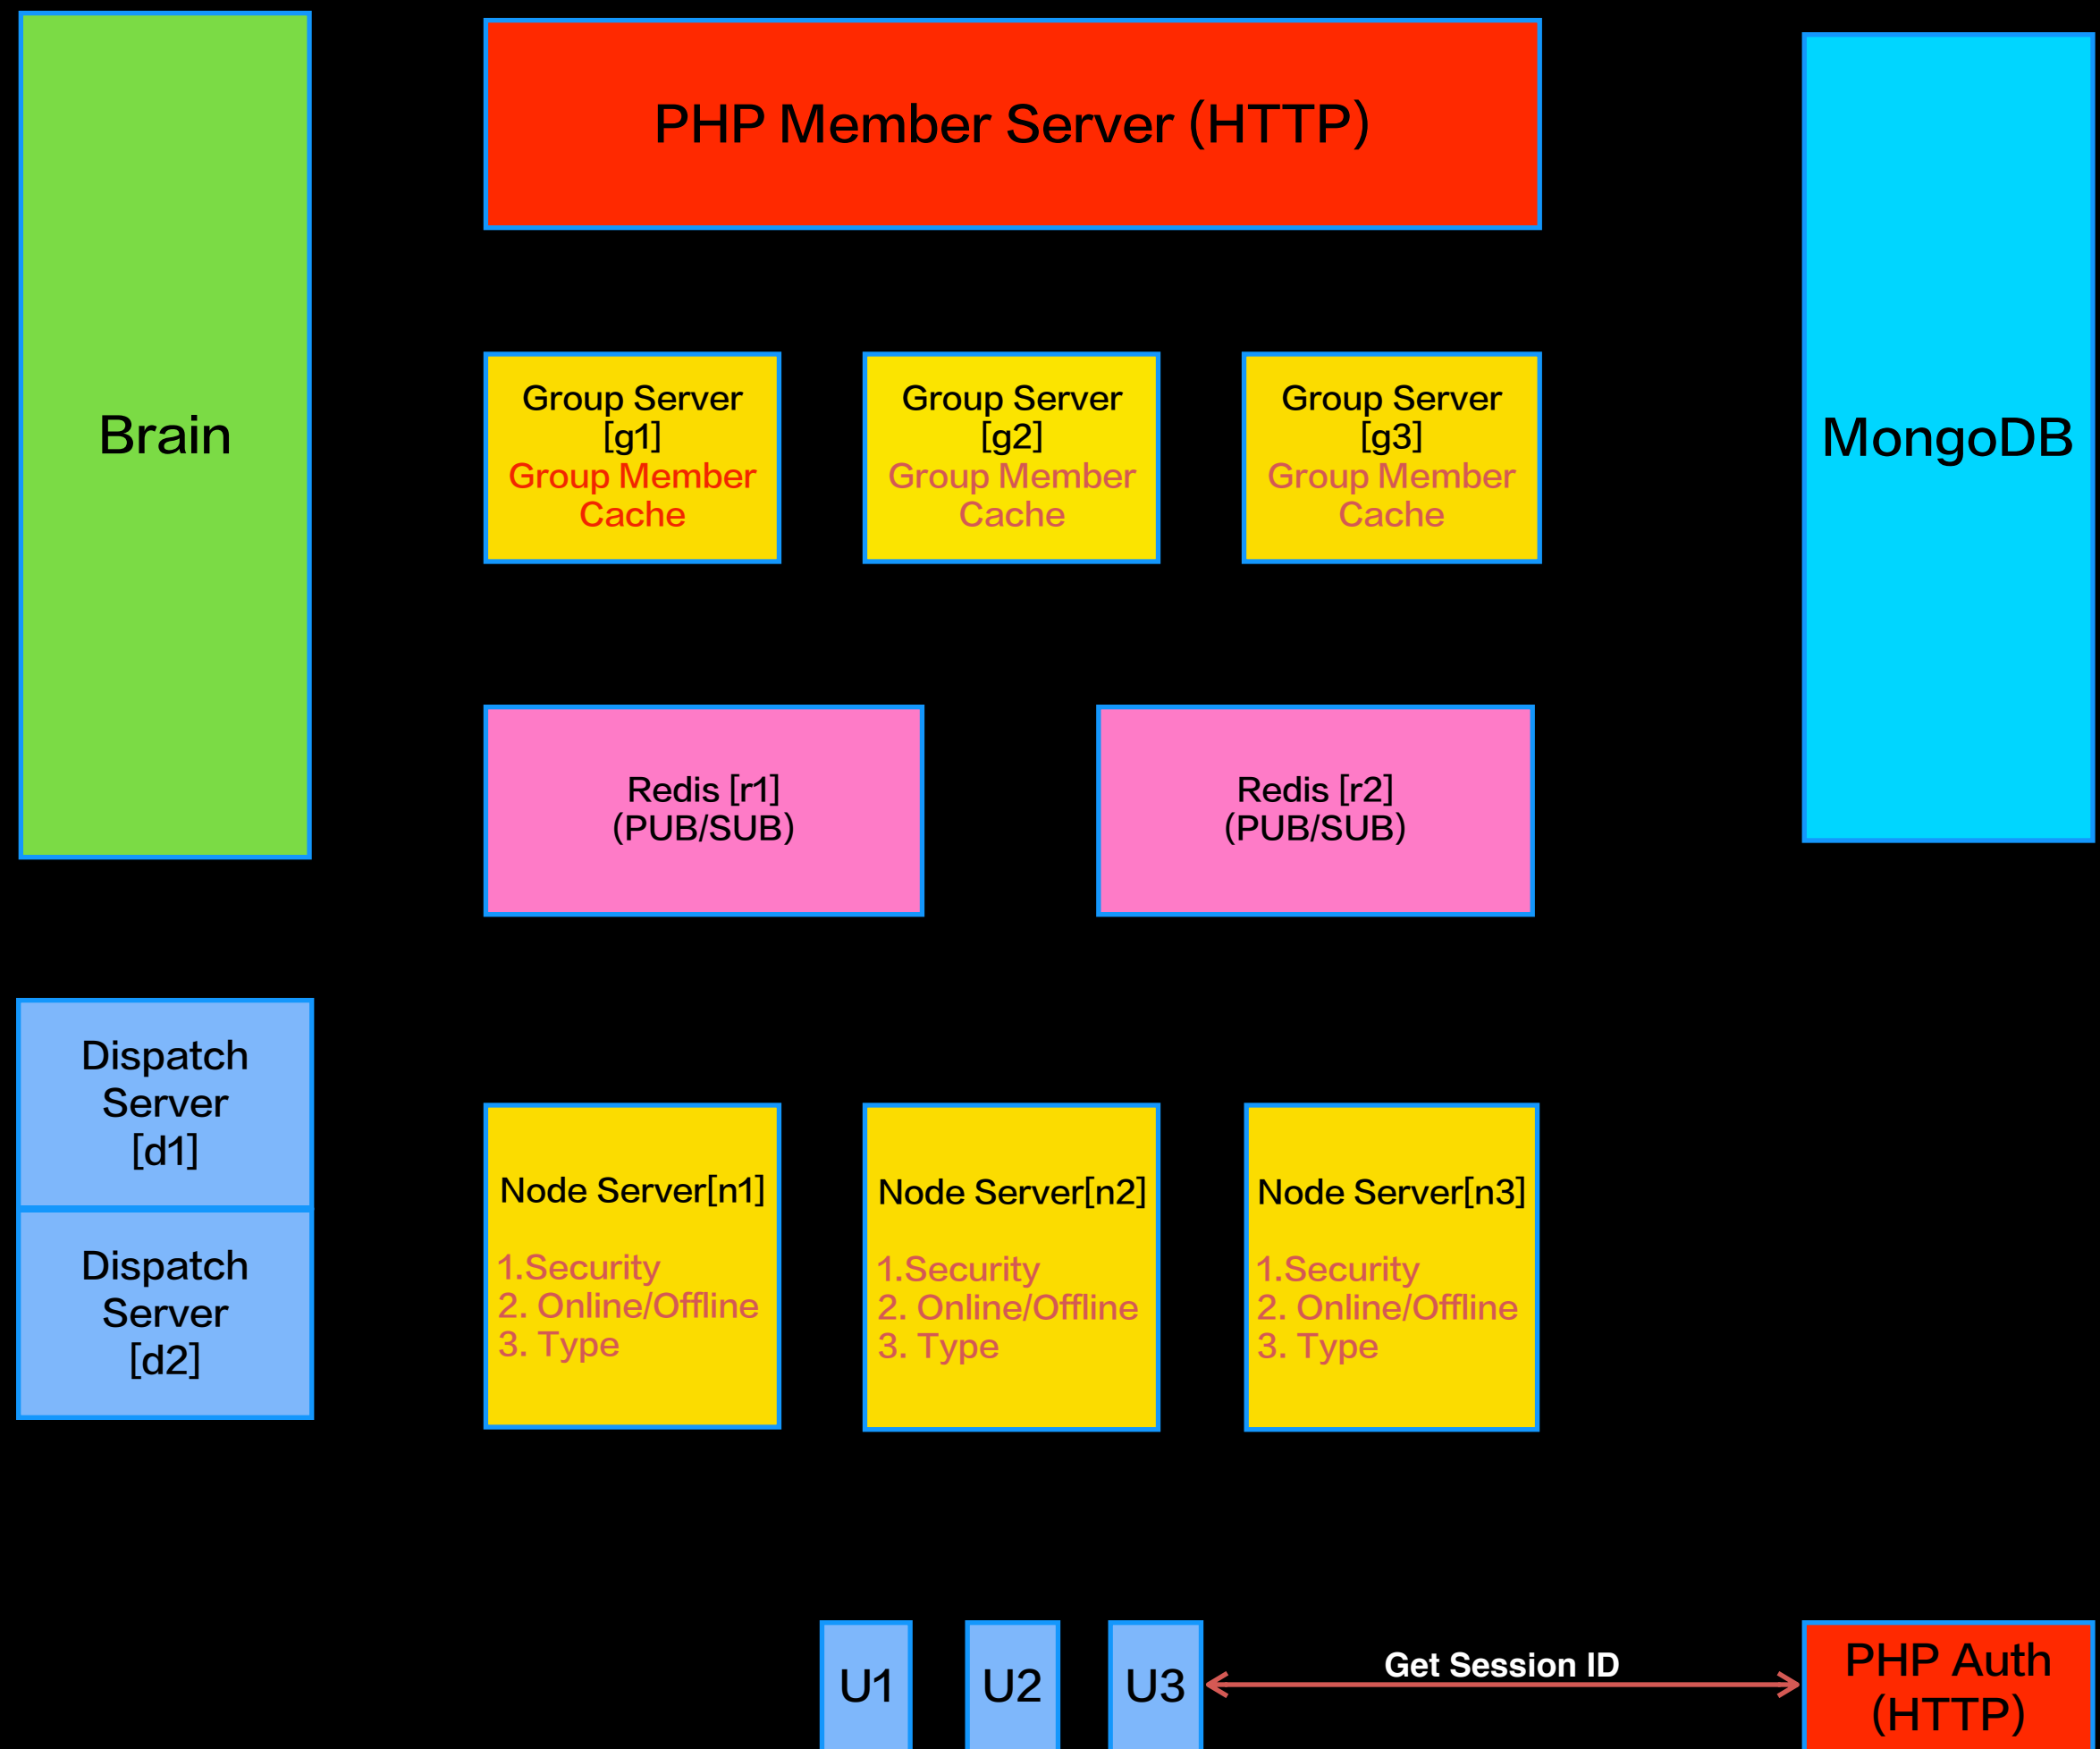 PHP Member Server (HTTP)
Brain
Group Server
[g1]
Group Member
Cache
Group Server
[g2]
Group Member
Cache
Group Server
[g3]
Group Member
Cache
MongoDB
Redis [r1]
(PUB/SUB)
Redis [r2]
(PUB/SUB)
Dispatch
Server
[d1]
Dispatch
Server
[d2]
Node Server[n1]
1.Security
2. Online/Offline
3. Type
Node Server[n2]
1.Security
2. Online/Offline
3. Type
Node Server[n3]
1.Security
2. Online/Offline
3. Type
U1
U2
U3
Get Session ID
PHP Auth
(HTTP)